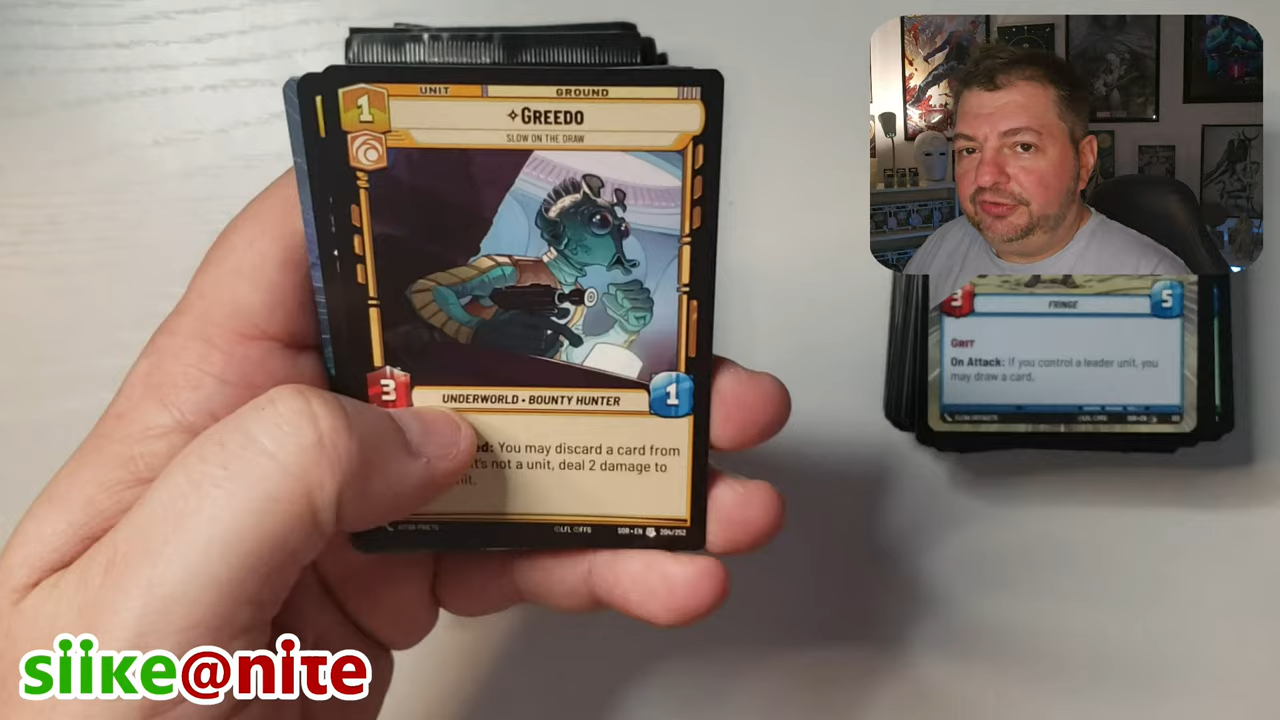 UNIT
GROUND
1
GREEDO
SLOW ON THE DRAW
3
UNDERWORLD • BOUNTY HUNTER
1
ed: You may discard a card from
it's not a unit, deal 2 damage to
nit.
©LFL ©FFG
SOR • EN
204/252
3
FRINGE
5
GRIT
On Attack: If you control a leader unit, you
may draw a card.
siike@nite